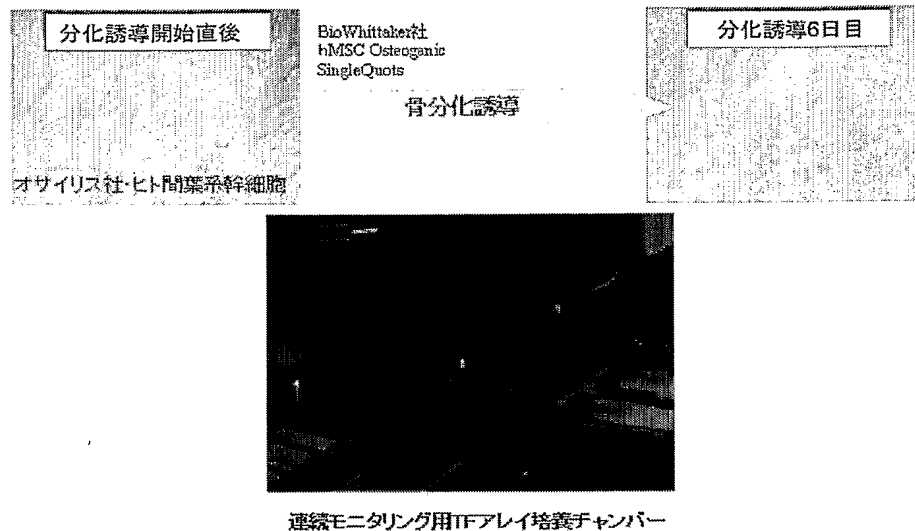 分化誘導開始直後
BioWhittaker社
hMSC Osteogenic
SingleQuots
分化誘導6日目
骨分化誘導
オサイリス社・ヒト間葉系幹細胞
連続モニタリング用TFアレイ培養チャンバー